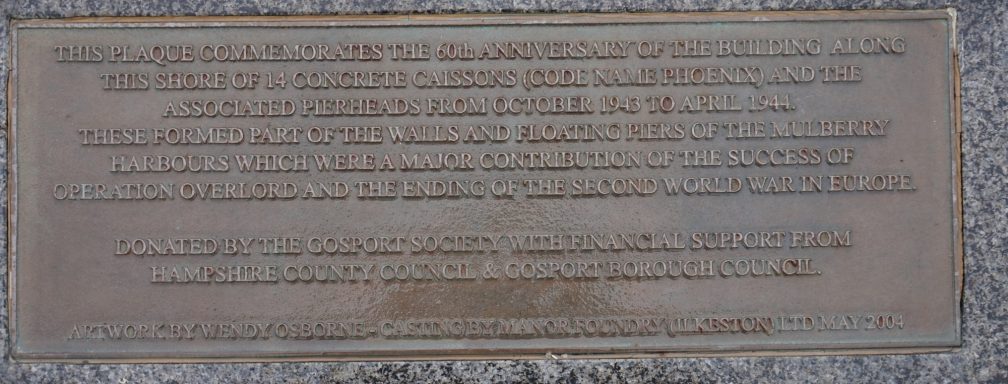 THIS PLAQUE COMMEMORATES THE 60th ANNIVERSARY OF THE BUILDING ALONG
THIS SHORE OF 14 CONCRETE CAISSONS (CODE NAME PHOENIX) AND THE
ASSOCIATED PIERHEADS FROM OCTOBER 1943 TO APRIL 1944.
THESE FORMED PART OF THE WALLS AND FLOATING PIERS OF THE MULBERRY
HARBOURS WHICH WERE A MAJOR CONTRIBUTION OF THE SUCCESS OF
OPERATION OVERLORD AND THE ENDING OF THE SECOND WORLD WAR IN EUROPE.
DONATED BY THE GOSPORT SOCIETY WITH FINANCIAL SUPPORT FROM
HAMPSHIRE COUNTY COUNCIL & GOSPORT BOROUGH COUNCIL.
ARTWORK BY WENDY OSBORNE - CASTING BY MANOR FOUNDRY (ILKESTON) LTD MAY 2004